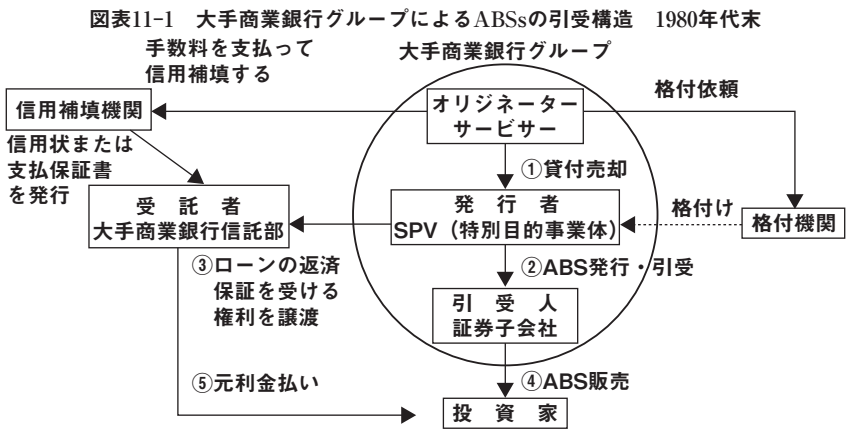 図表11-1 大手商業銀行グループによるABSsの引受構造 1980年代末
手数料を支払って
信用補填する
大手商業銀行グループ
信用補填機関
オリジネーター
サービサー
格付依頼
信用状または
支払保証書
を発行
①貸付売却
受託者
大手商業銀行信託部
発行者
SPV（特別目的事業体）
格付け
格付機関
③ローンの返済
保証を受ける
権利を譲渡
②ABS発行・引受
引受人
証券子会社
⑤元利金払い
④ABS販売
投資家